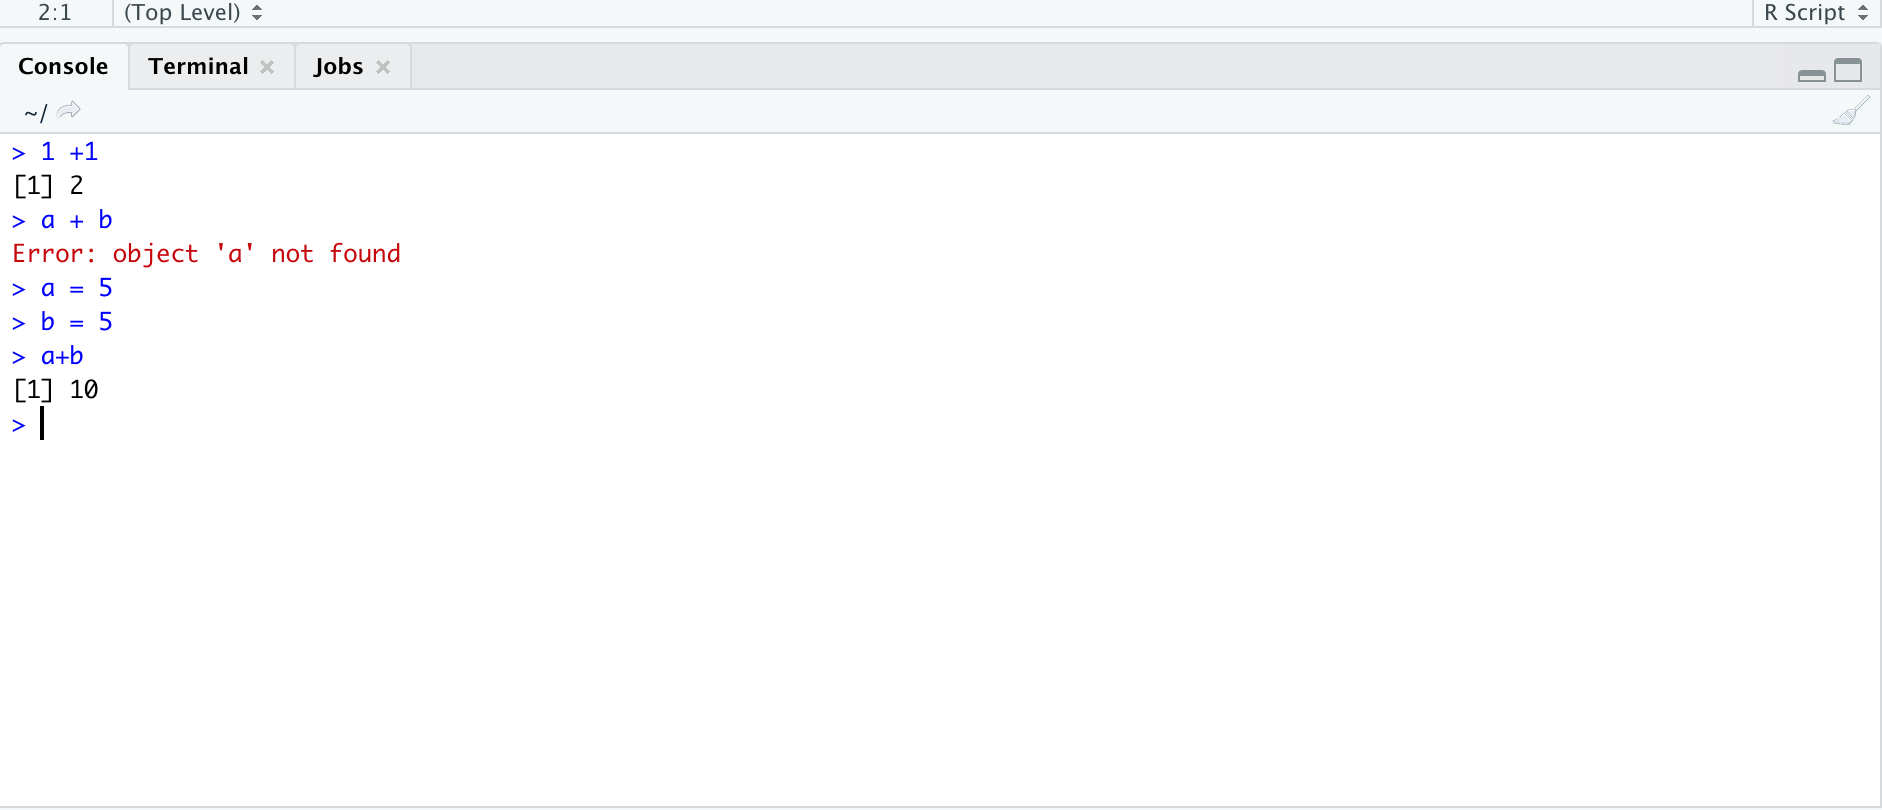 2:1 (Top Level) R Script
Console Terminal Jobs
~/
> 1 +1
[1] 2
> a + b
Error: object 'a' not found
> a = 5
> b = 5
> a+b
[1] 10
>